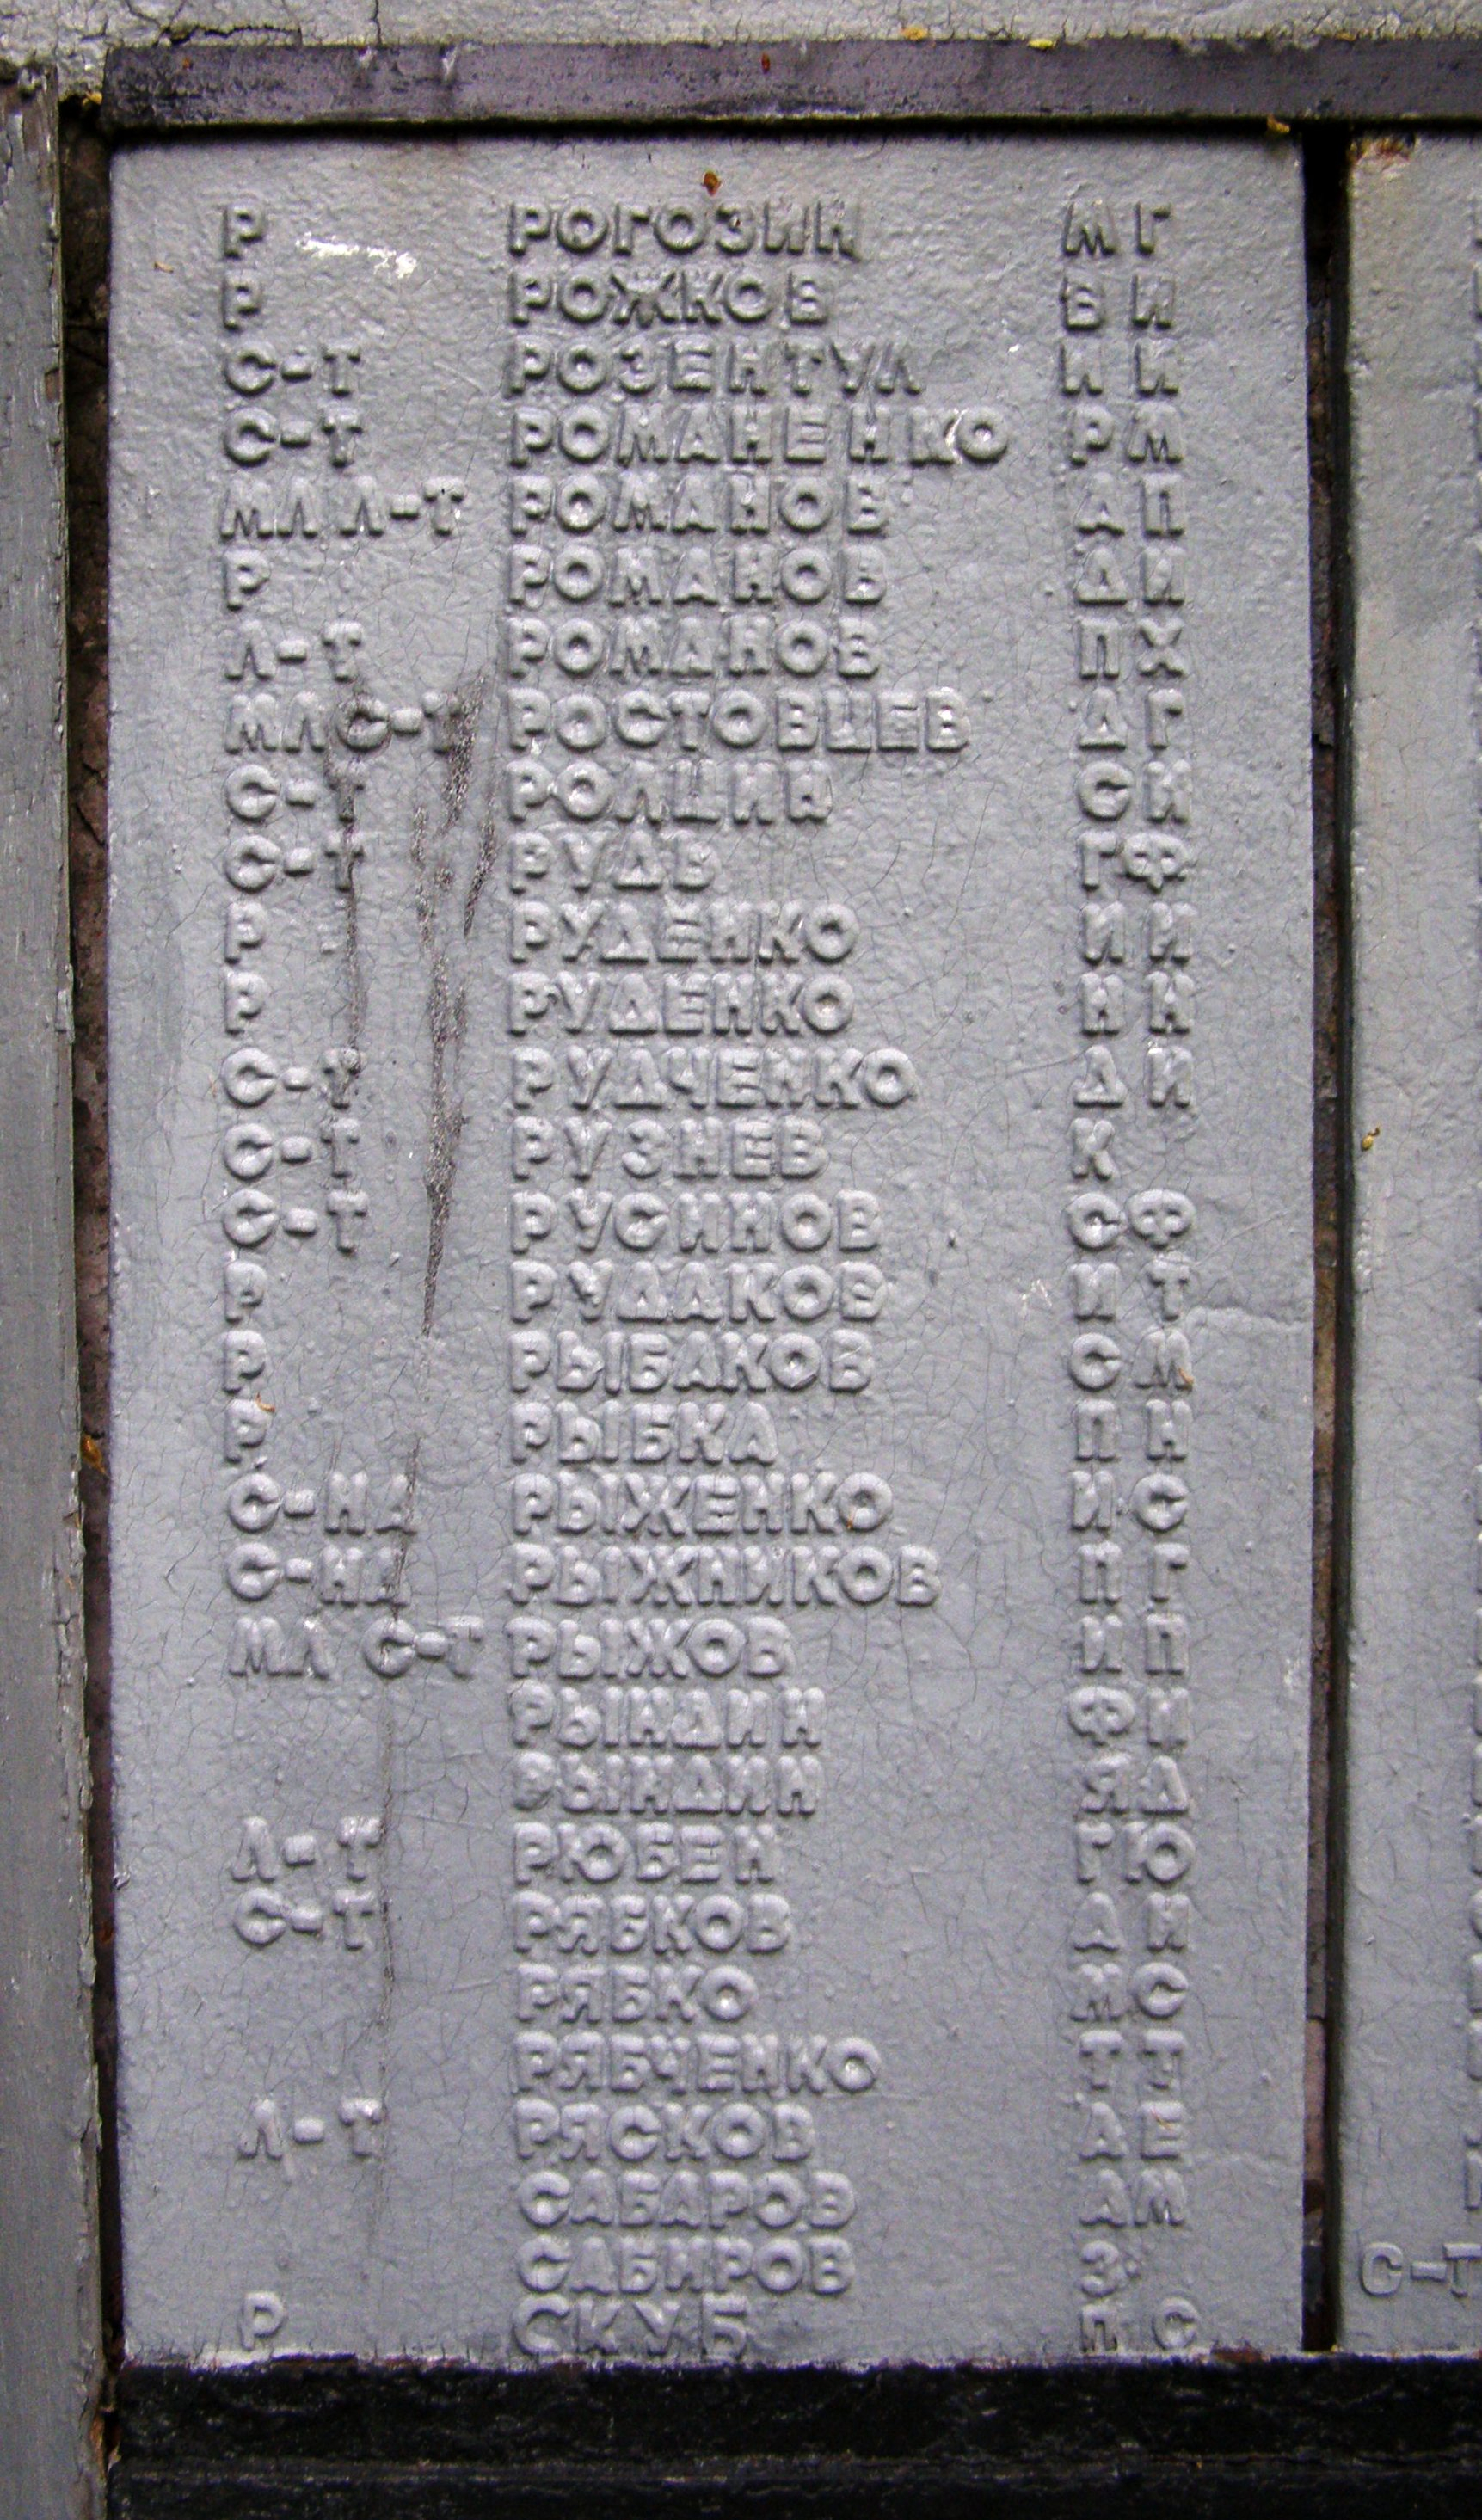 Р РОГОЗИН М Г
Р РОЖКОВ В И
С-Т РОЗЕНТУЛ И И
С-Т РОМАНЕНКО Р М
МЛ Л-Т РОМАНОВ А П
Р РОМАНОВ Д И
Л-Т РОМАНОВ П Х
МЛ С-Т РОСТОВЦЕВ Д Г
С-Т РОЛЩИН С И
С-Т РУДЬ Г Ф
Р РУДЕНКО И И
Р РУДЕНКО Н Н
С-Т РУДЧЕНКО Д И
С-Т РУЗНЕВ К
С-Т РУСИНОВ С Ф
Р РУДАКОВ И Т
Р РЫБАКОВ С М
Р РЫБКА П Н
С-НА РЫЖЕНКО И С
С-НА РЫЖНИКОВ П Г
МЛ С-Т РЫЖОВ И П
РЫНДИН Ф И
РЫНДИН Я Д
Л-Т РЮБЕН Г Ю
С-Т РЯБКОВ А И
РЯБКО М С
РЯБЧЕНКО Т Т
Л-Т РЯСКОВ А Е
САБАРОВ А М
САБИРОВ З
Р СКУБ П С
С-Т